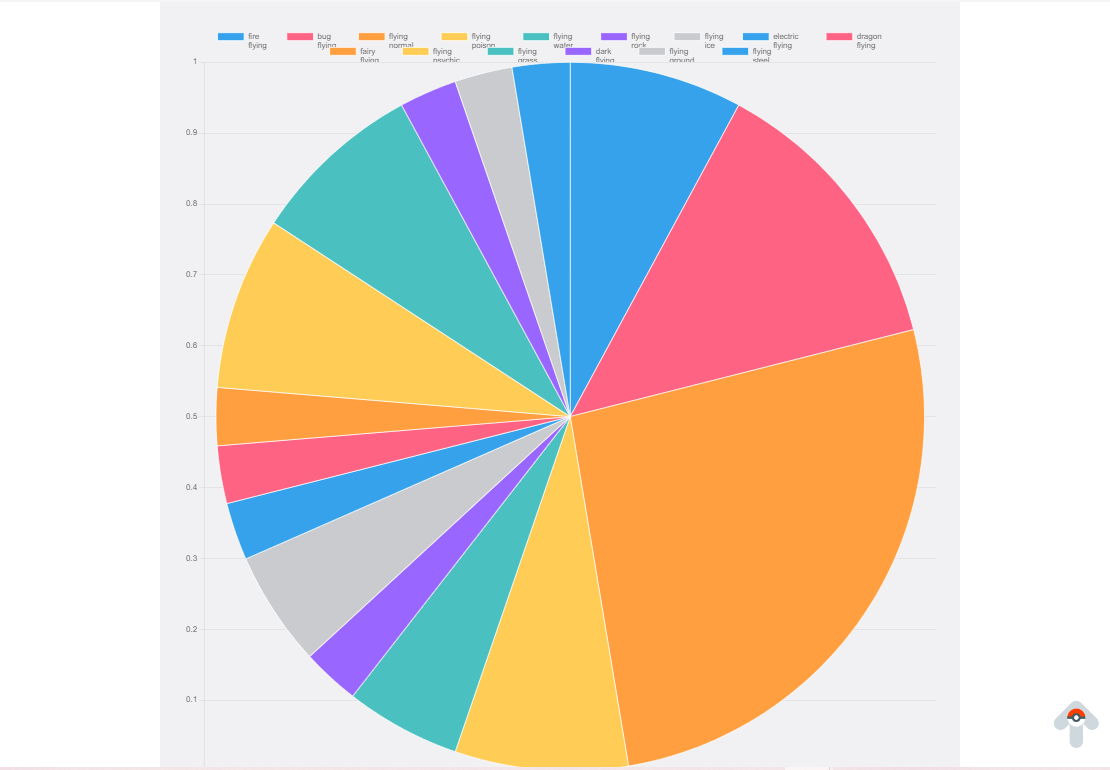 fire bug flying flying flying flying flying electric dragon
flying flying normal poison water rock ice flying flying
fairy flying flying dark flying flying
flying psychic grass flying ground steel
1
0.9
0.8
0.7
0.6
0.5
0.4
0.3
0.2
0.1